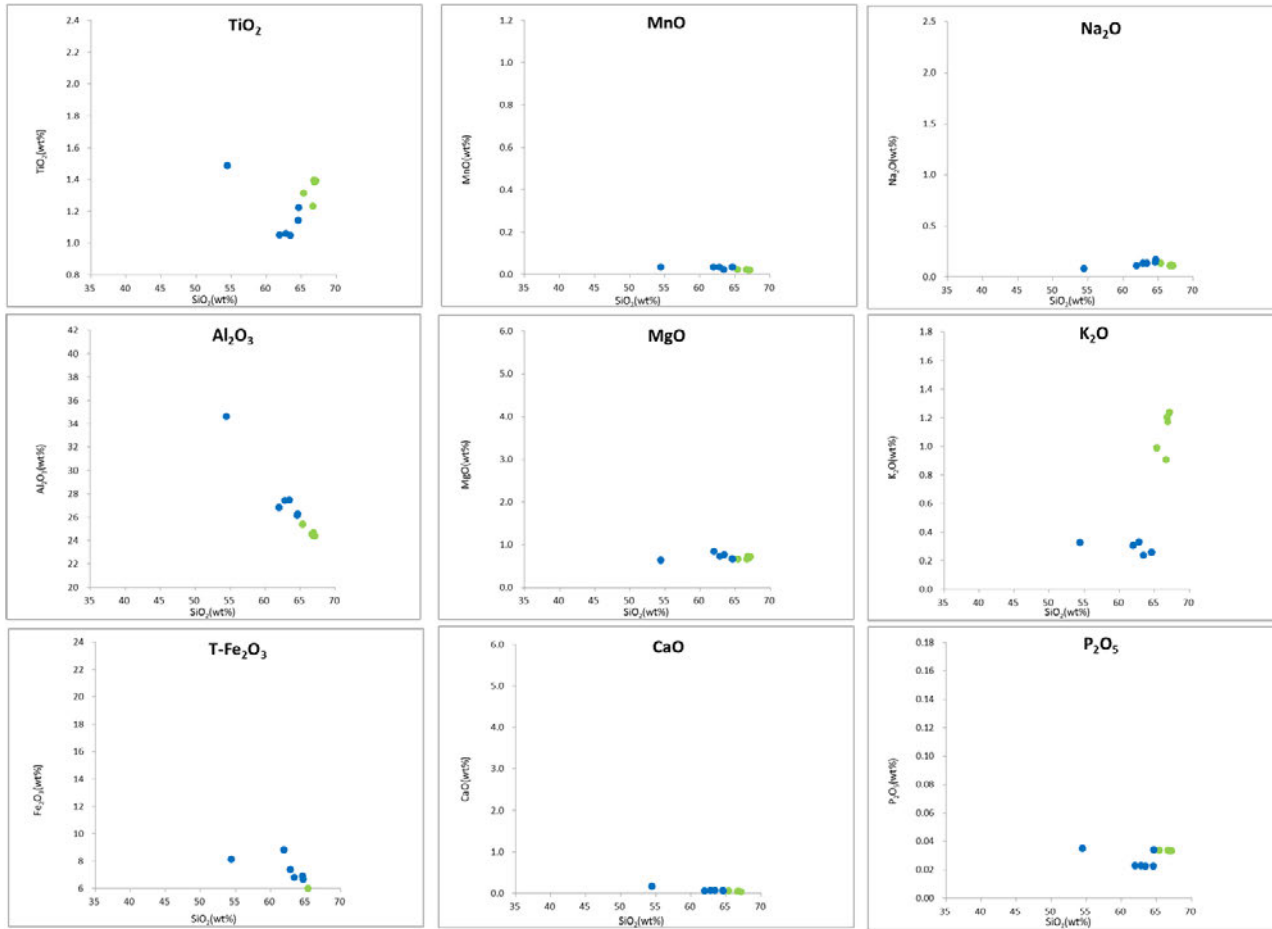 TiO₂
2.4
2.2
2.0
1.8
1.6
1.4
1.2
1.0
0.8
TiO₂(wt%)
35 40 45 50 55 60 65 70
SiO₂(wt%)
MnO
1.2
1.0
0.8
0.6
0.4
0.2
0.0
MnO(wt%)
35 40 45 50 55 60 65 70
SiO₂(wt%)
Na₂O
2.5
2.0
1.5
1.0
0.5
0.0
Na₂O(wt%)
35 40 45 50 55 60 65 70
SiO₂(wt%)
Al₂O₃
42
40
38
36
34
32
30
28
26
24
22
20
Al₂O₃(wt%)
35 40 45 50 55 60 65 70
SiO₂(wt%)
MgO
6.0
5.0
4.0
3.0
2.0
1.0
0.0
MgO(wt%)
35 40 45 50 55 60 65 70
SiO₂(wt%)
K₂O
1.8
1.6
1.4
1.2
1.0
0.8
0.6
0.4
0.2
0.0
K₂O(wt%)
35 40 45 50 55 60 65 70
SiO₂(wt%)
T-Fe₂O₃
24
22
20
18
16
14
12
10
8
6
Fe₂O₃(wt%)
35 40 45 50 55 60 65 70
SiO₂(wt%)
CaO
6.0
5.0
4.0
3.0
2.0
1.0
0.0
CaO(wt%)
35 40 45 50 55 60 65 70
SiO₂(wt%)
P₂O₅
0.18
0.16
0.14
0.12
0.10
0.08
0.06
0.04
0.02
0.00
P₂O₅(wt%)
35 40 45 50 55 60 65 70
SiO₂(wt%)